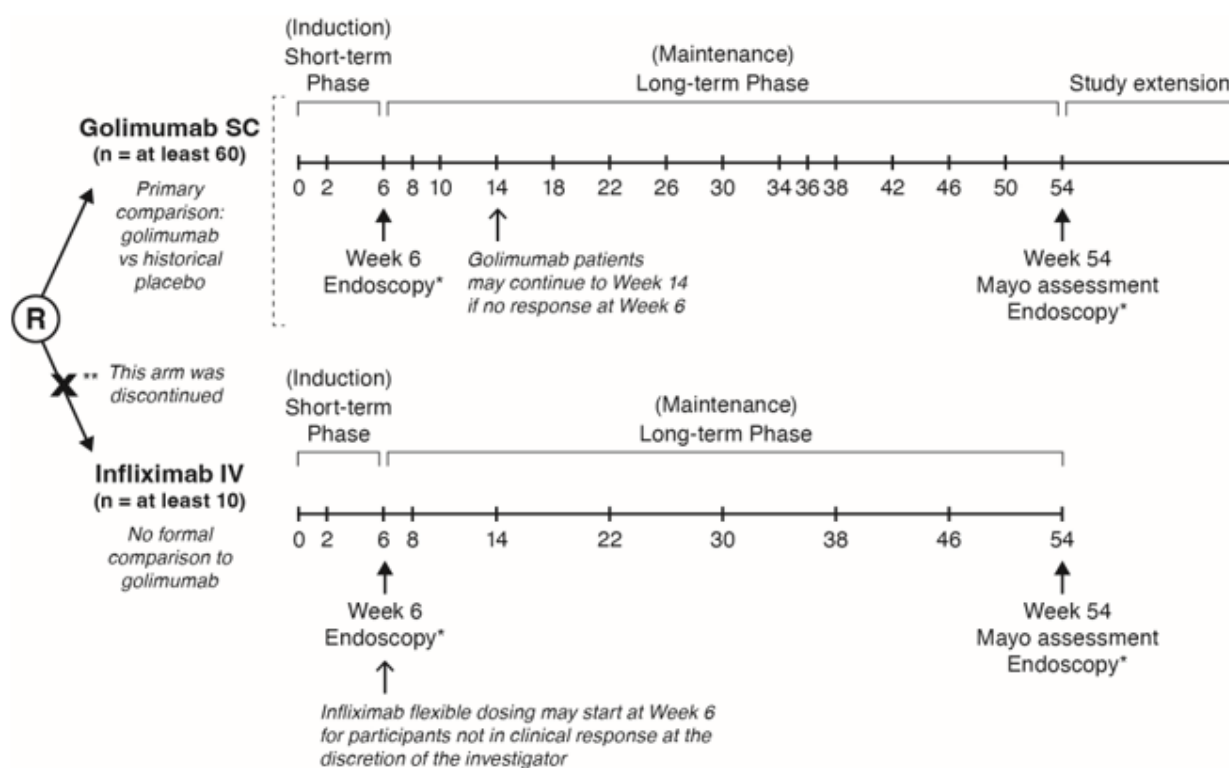 (Induction)
Short-term
Phase
(Maintenance)
Long-term Phase
Study extension
Golimumab SC
(n = at least 60)
Primary
comparison:
golimumab
vs historical
placebo
0 2 6 8 10 14 18 22 26 30 34 36 38 42 46 50 54
Week 6
Endoscopy*
Golimumab patients
may continue to Week 14
if no response at Week 6
Week 54
Mayo assessment
Endoscopy*
R
** This arm was
discontinued
X
(Induction)
Short-term
Phase
(Maintenance)
Long-term Phase
Infliximab IV
(n = at least 10)
No formal
comparison to
golimumab
0 2 6 8 14 22 30 38 46 54
Week 6
Endoscopy*
Infliximab flexible dosing may start at Week 6
for participants not in clinical response at the
discretion of the investigator
Week 54
Mayo assessment
Endoscopy*